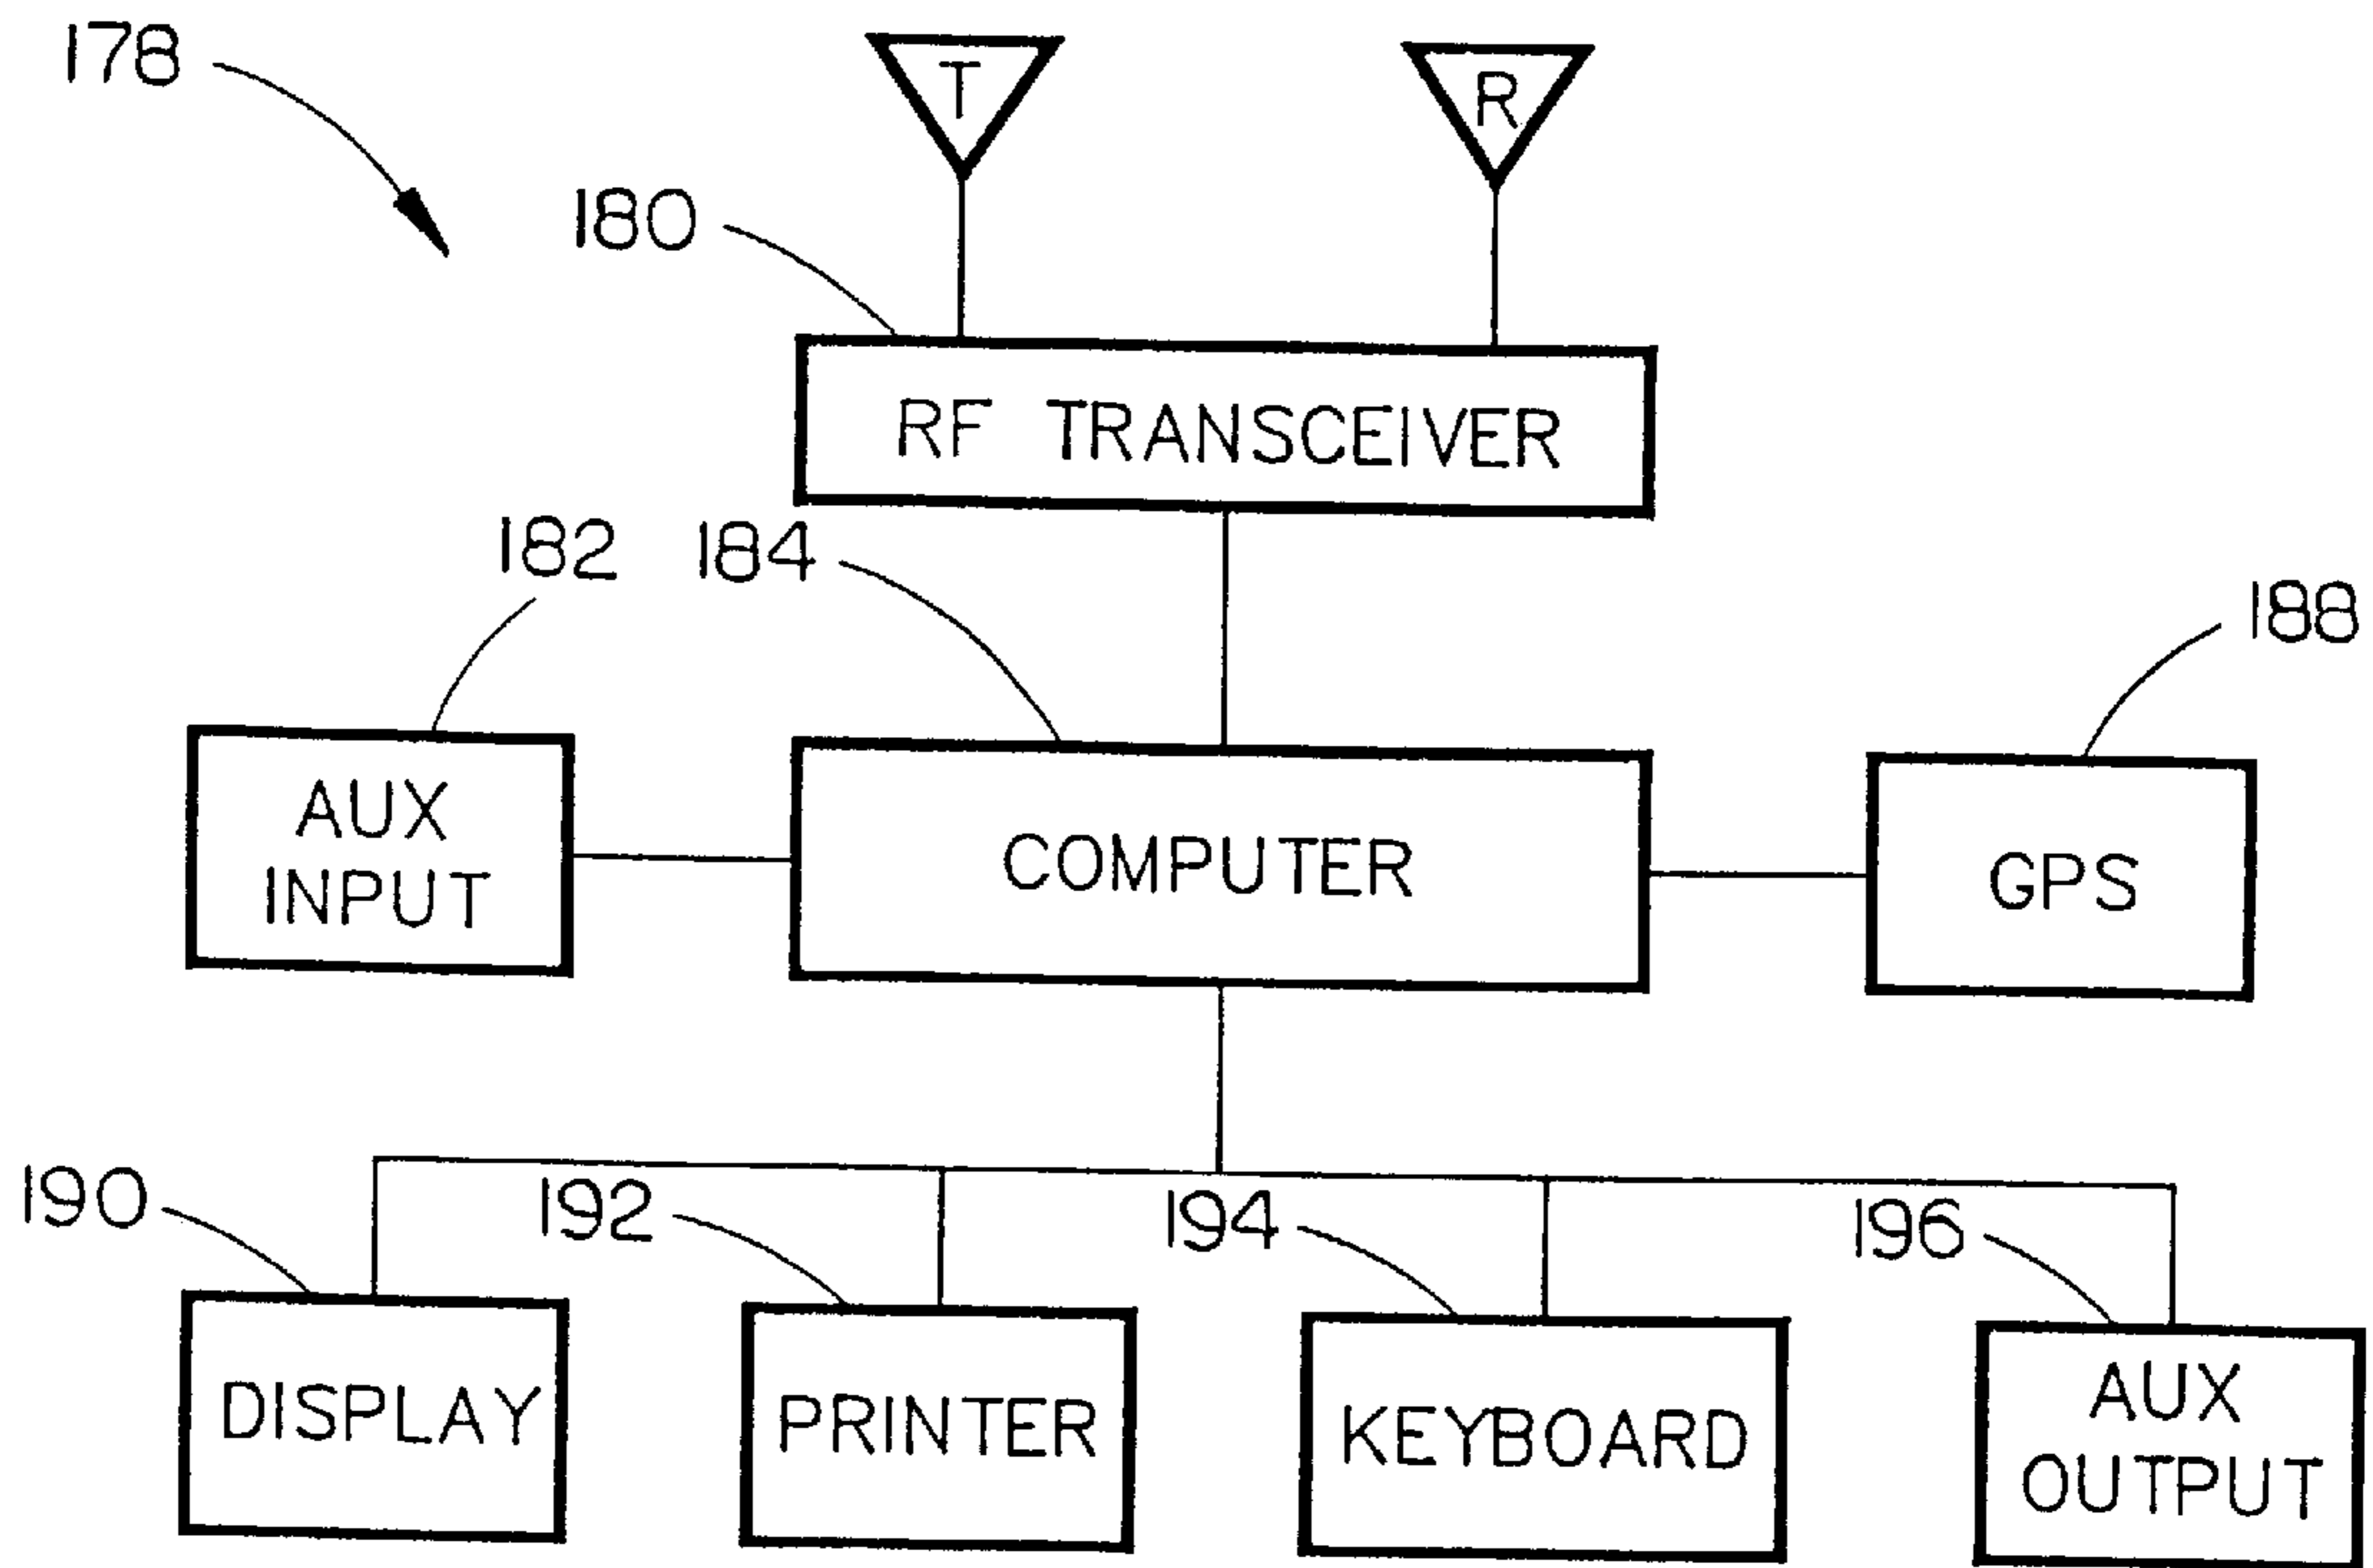 178
T
R
180
RF TRANSCEIVER
182
184
188
AUX
INPUT
COMPUTER
GPS
190
192
194
196
DISPLAY
PRINTER
KEYBOARD
AUX
OUTPUT